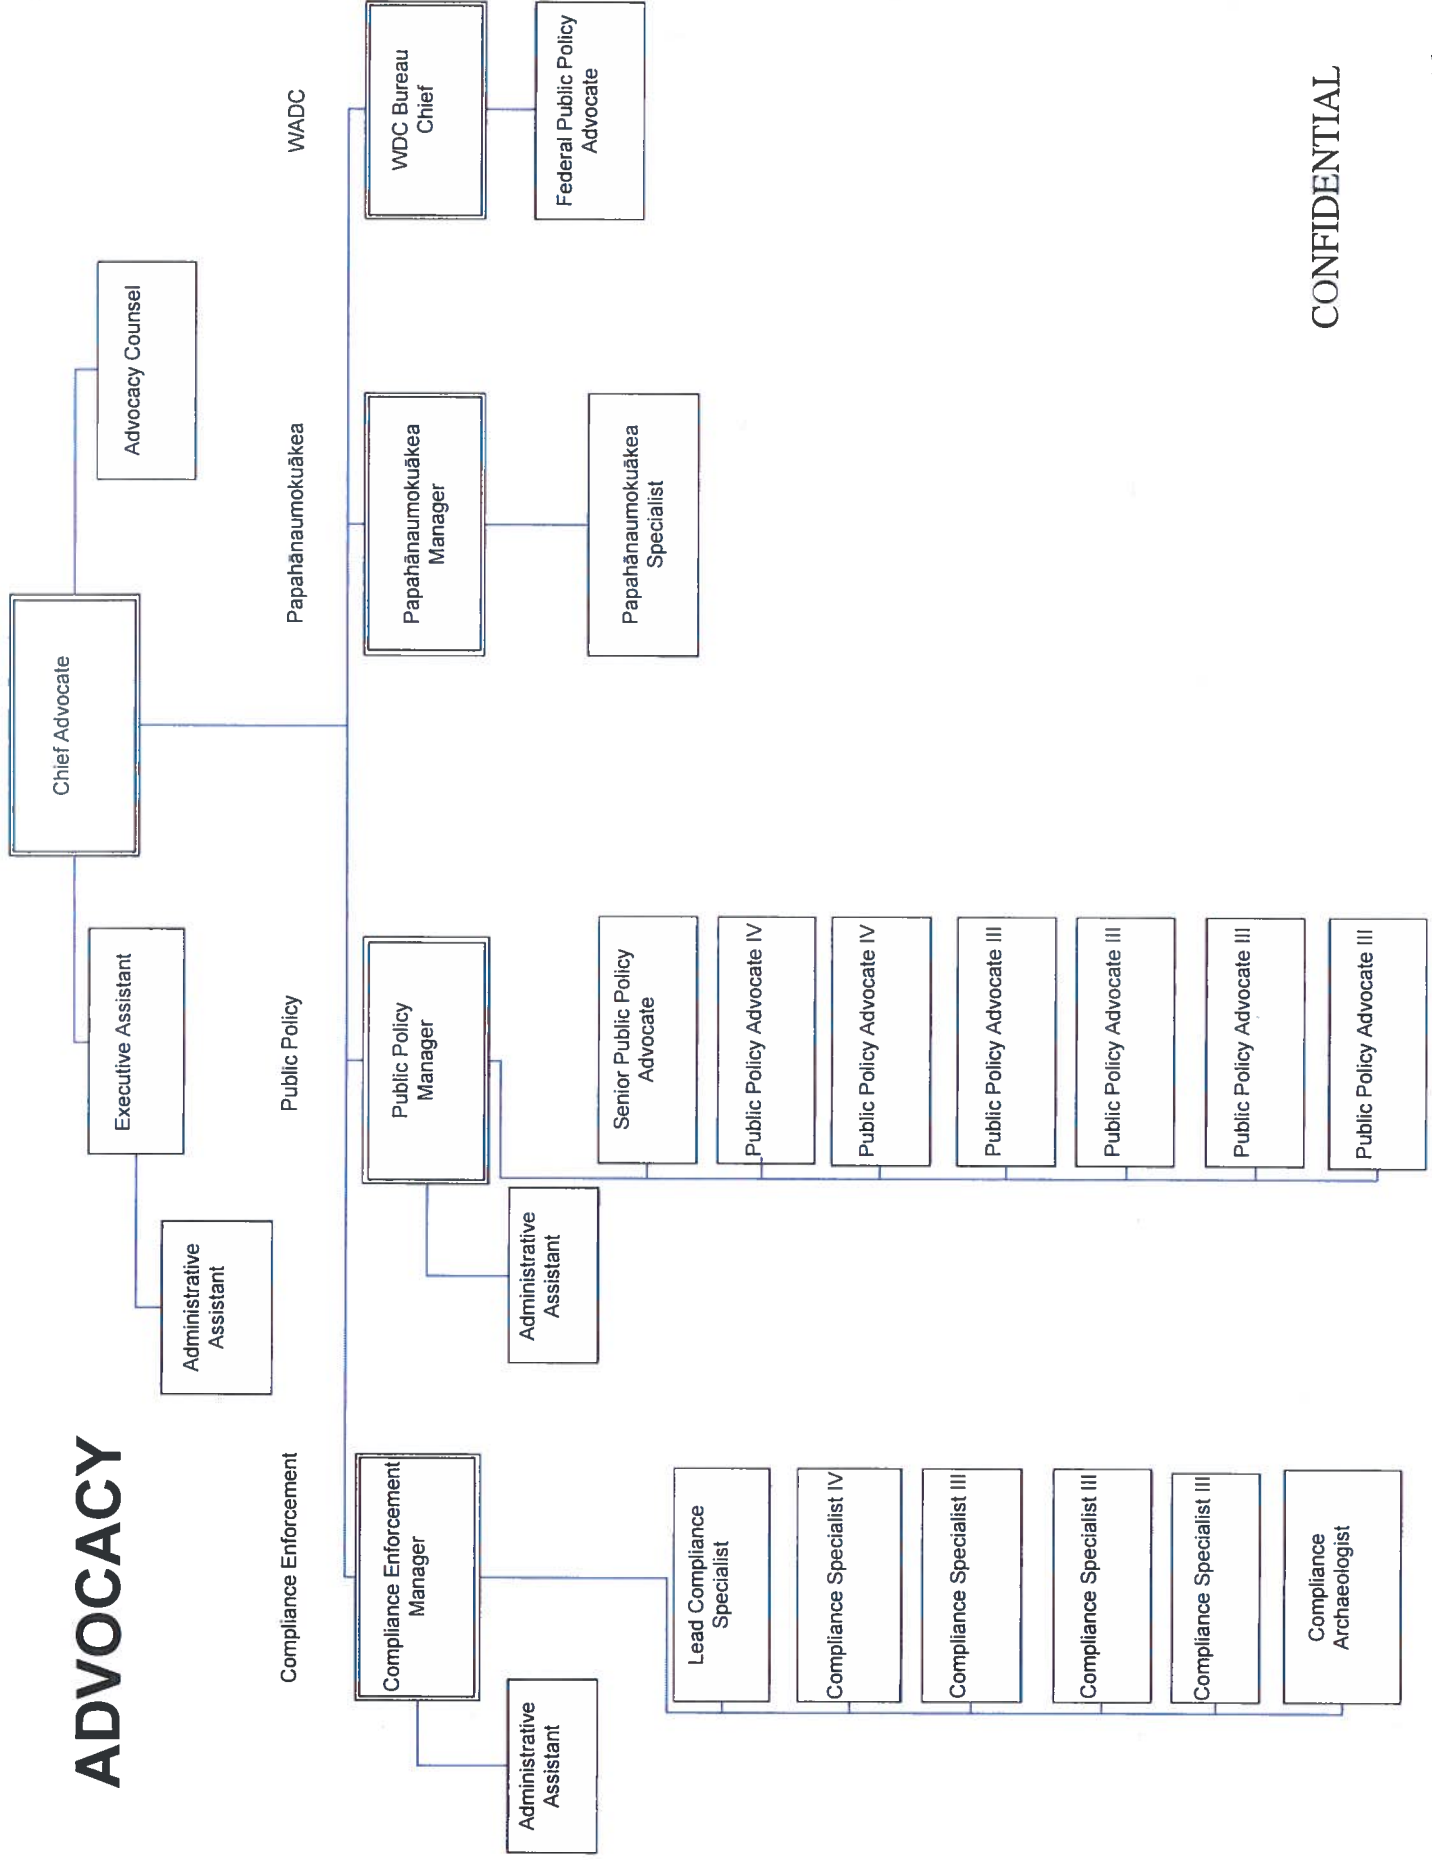 ADVOCACY
Chief Advocate
Executive Assistant
Advocacy Counsel
Administrative
Assistant
Compliance Enforcement
Public Policy
Papahānaumokuākea
WADC
Compliance Enforcement
Manager
Public Policy
Manager
Papahānaumokuākea
Manager
WDC Bureau
Chief
Administrative
Assistant
Lead Compliance
Specialist
Compliance Specialist IV
Compliance Specialist III
Compliance Specialist III
Compliance Specialist III
Compliance
Archaeologist
Administrative
Assistant
Senior Public Policy
Advocate
Public Policy Advocate IV
Public Policy Advocate IV
Public Policy Advocate III
Public Policy Advocate III
Public Policy Advocate III
Public Policy Advocate III
Papahānaumokuākea
Specialist
Federal Public Policy
Advocate
CONFIDENTIAL